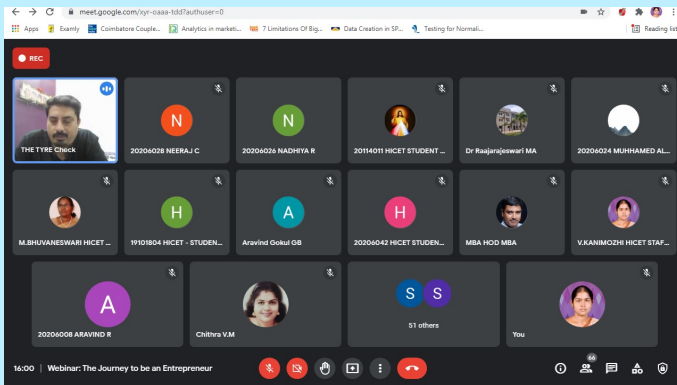 meet.google.com/xyr-oaaa-tdd?authuser=0
Apps Examly Coimbatore Couple... Analytics in marketi... 7 Limitations Of Big... Data Creation in SP... Testing for Normali... Reading list
REC
N N
THE TYRE Check 20206028 NEERAJ C 20206026 NADHIYA R 20114011 HICET STUDENT ... Dr Raajarajeswari MA 20206024 MUHHAMED AL...
H A H
M.BHUVANESWARI HICET ... 19101804 HICET - STUDEN... Aravind Gokul GB 20206042 HICET STUDEN... MBA HOD MBA V.KANIMOZHI HICET STAF...
A S S
51 others
20206008 ARAVIND R Chithra V.M You
66
16:00 | Webinar: The Journey to be an Entrepreneur